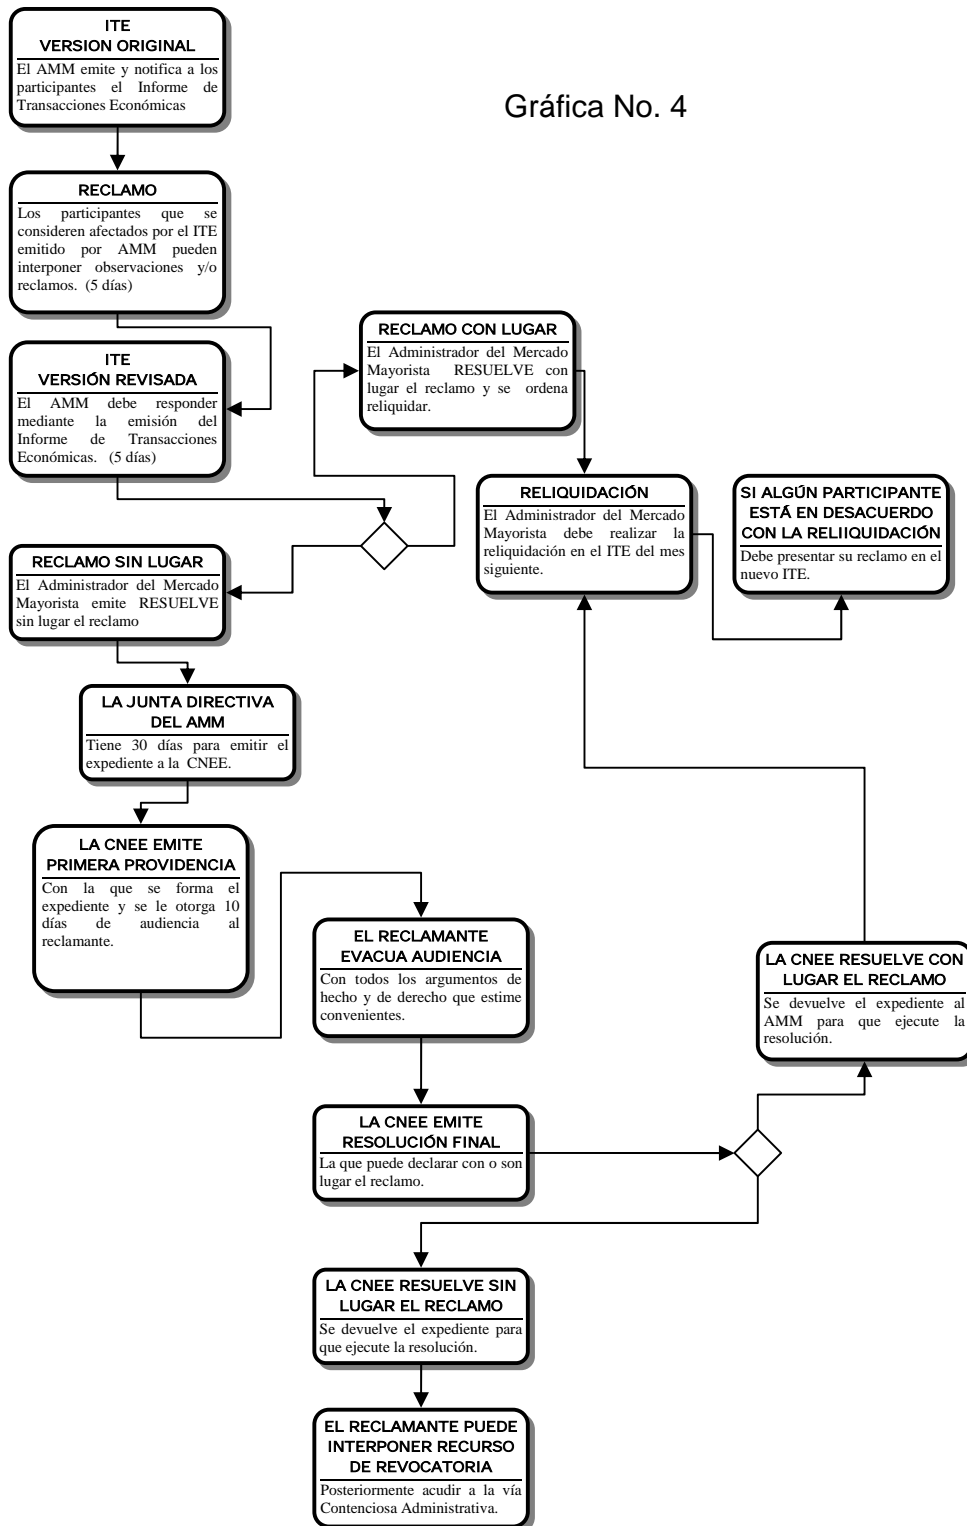 ITE
VERSION ORIGINAL
El AMM emite y notifica a los
participantes el Informe de
Transacciones Económicas
Gráfica No. 4
RECLAMO
Los participantes que se
consideren afectados por el ITE
emitido por AMM pueden
interponer observaciones y/o
reclamos. (5 días)
ITE
VERSIÓN REVISADA
El AMM debe responder
mediante la emisión del
Informe de Transacciones
Económicas. (5 días)
RECLAMO CON LUGAR
El Administrador del Mercado
Mayorista RESUELVE con
lugar el reclamo y se ordena
reliquidar.
RELIQUIDACIÓN
El Administrador del Mercado
Mayorista debe realizar la
reliquidación en el ITE del mes
siguiente.
SI ALGÚN PARTICIPANTE
ESTÁ EN DESACUERDO
CON LA RELIIQUIDACIÓN
Debe presentar su reclamo en el
nuevo ITE.
RECLAMO SIN LUGAR
El Administrador del Mercado
Mayorista emite RESUELVE
sin lugar el reclamo
LA JUNTA DIRECTIVA
DEL AMM
Tiene 30 días para emitir el
expediente a la CNEE.
LA CNEE EMITE
PRIMERA PROVIDENCIA
Con la que se forma el
expediente y se le otorga 10
días de audiencia al
reclamante.
EL RECLAMANTE
EVACUA AUDIENCIA
Con todos los argumentos de
hecho y de derecho que estime
convenientes.
LA CNEE RESUELVE CON
LUGAR EL RECLAMO
Se devuelve el expediente al
AMM para que ejecute la
resolución.
LA CNEE EMITE
RESOLUCIÓN FINAL
La que puede declarar con o son
lugar el reclamo.
LA CNEE RESUELVE SIN
LUGAR EL RECLAMO
Se devuelve el expediente para
que ejecute la resolución.
EL RECLAMANTE PUEDE
INTERPONER RECURSO
DE REVOCATORIA
Posteriormente acudir a la vía
Contenciosa Administrativa.